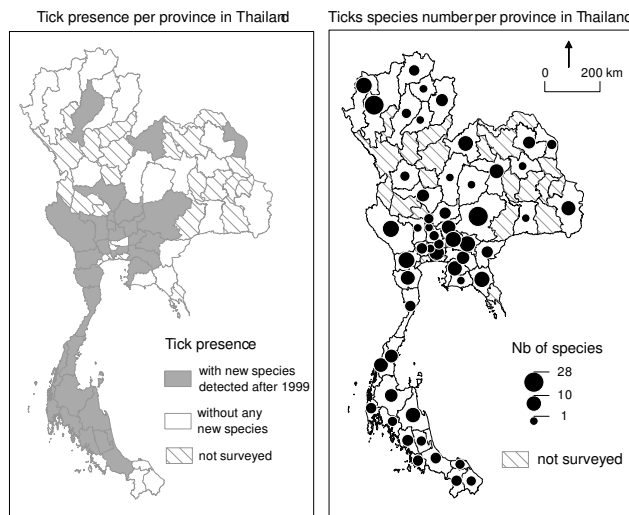 Tick presence per province in Thailand
Ticks species number per province in Thailand
0 200 km
Tick presence
with new species
detected after 1999
without any
new species
not surveyed
Nb of species
28
10
1
not surveyed